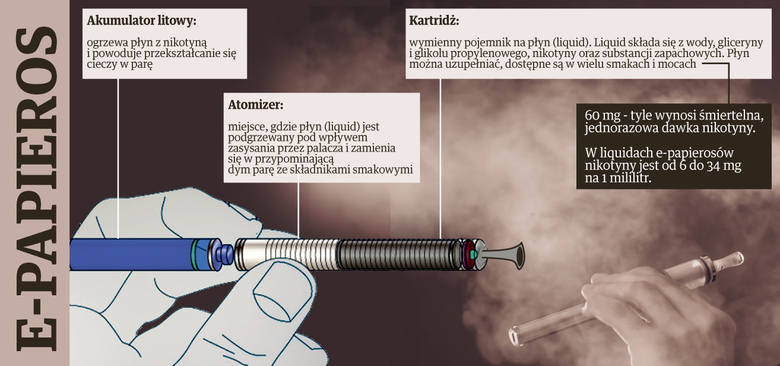 E-PAPIEROS
Akumulator litowy:
ogrzewa płyn z nikotyną
i powoduje przekształcanie się
cieczy w parę
Atomizer:
miejsce, gdzie płyn (liquid) jest
podgrzewany pod wpływem
zasysania przez palacza i zamienia
się w przypominającą
dym parę ze składnikami smakowymi
Kartridż:
wymienny pojemnik na płyn (liquid). Liquid składa się z wody, gliceryny
i glikolu propylenowego, nikotyny oraz substancji zapachowych. Płyn
można uzupełniać, dostępne są w wielu smakach i mocach
60 mg - tyle wynosi śmiertelna,
jednorazowa dawka nikotyny.
W liquidach e-papierosów
nikotyny jest od 6 do 34 mg
na 1 mililitr.